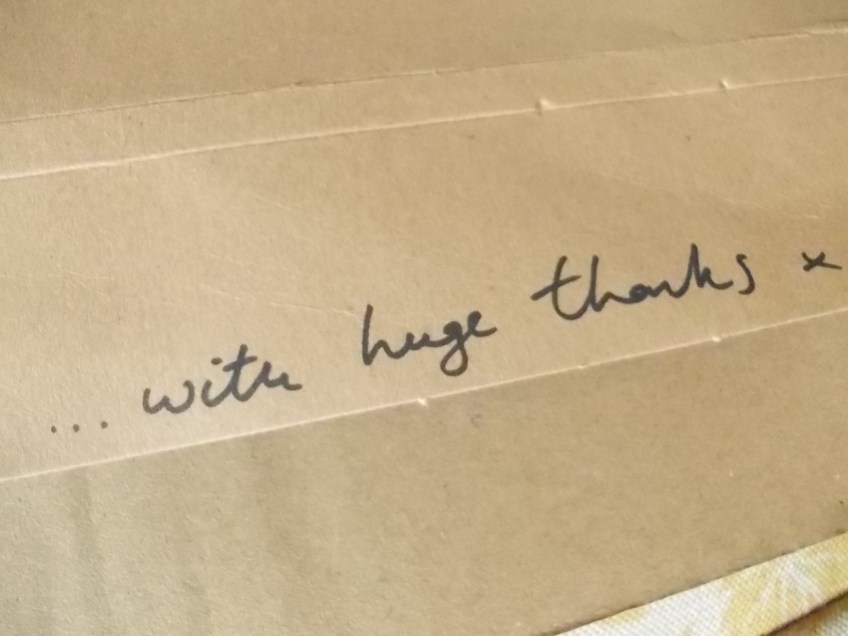 ... with huge thanks x